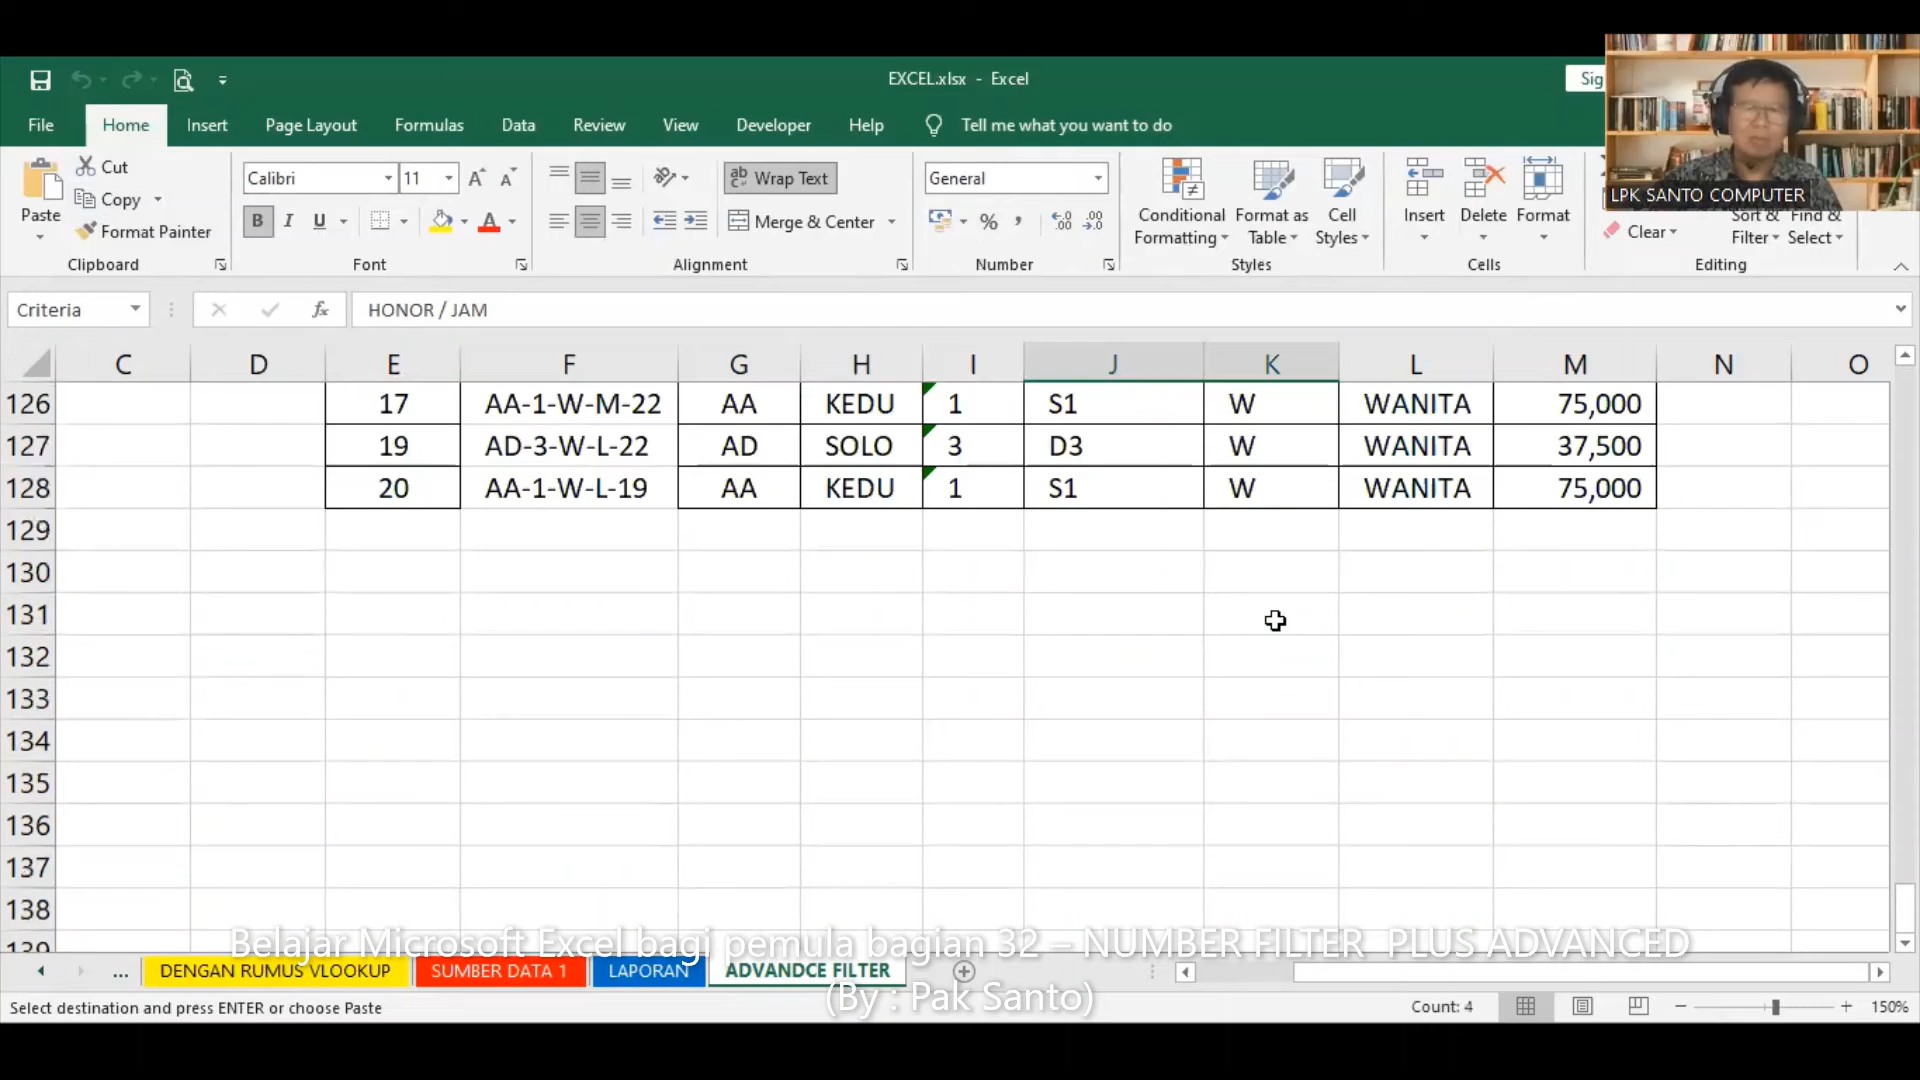 EXCEL.xlsx - Excel
Sig
File Home Insert Page Layout Formulas Data Review View Developer Help Tell me what you want to do
LPK SANTO COMPUTER
Paste
Cut
Copy
Format Painter
Clipboard
Calibri 11
B I U
Font
ab Wrap Text
Merge & Center
Alignment
General
% ,
Number
Conditional Formatting
Format as Table
Cell Styles
Styles
Insert Delete Format
Cells
Clear
Sort & Filter
Find & Select
Editing
Criteria fx HONOR / JAM
C D E F G H I J K L M N O
126 17 AA-1-W-M-22 AA KEDU 1 S1 W WANITA 75,000
127 19 AD-3-W-L-22 AD SOLO 3 D3 W WANITA 37,500
128 20 AA-1-W-L-19 AA KEDU 1 S1 W WANITA 75,000
129
130
131
132
133
134
135
136
137
138
139
Belajar Microsoft Excel bagi pemula bagian 32 – NUMBER FILTER PLUS ADVANCED
(By : Pak Santo)
... DENGAN RUMUS VLOOKUP SUMBER DATA 1 LAPORAN ADVANDCE FILTER
Select destination and press ENTER or choose Paste
Count: 4
150%